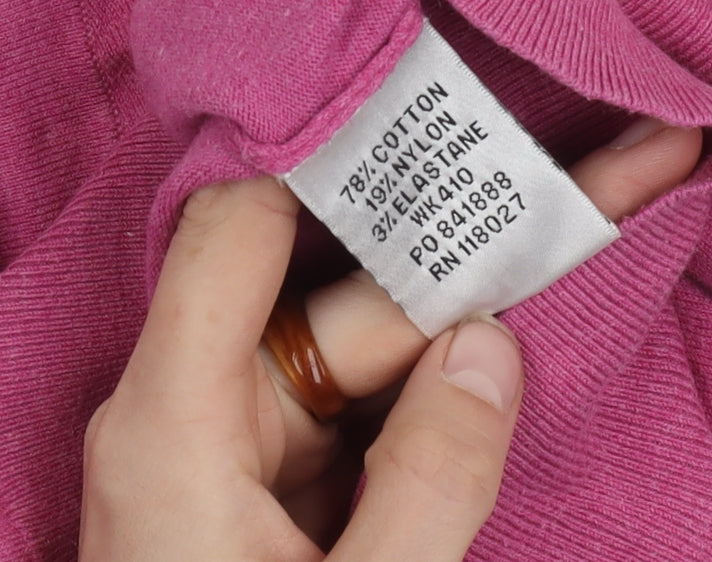 78% COTTON
19% NYLON
3% ELASTANE
WK410
PO 841888
RN 118027